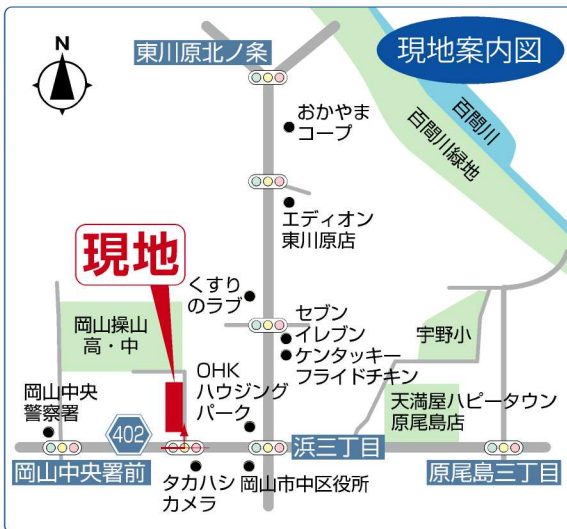 現地案内図
N
東川原北ノ条
おかやま
コープ
百間川
百間川緑地
エディオン
東川原店
現地
くすり
のラブ
セブン
イレブン
ケンタッキー
フライドチキン
宇野小
岡山操山
高・中
OHK
ハウジング
パーク
天満屋ハピータウン
原尾島店
岡山中央
警察署
402
浜三丁目
岡山中央署前
タカハシ
カメラ
岡山市中区役所
原尾島三丁目